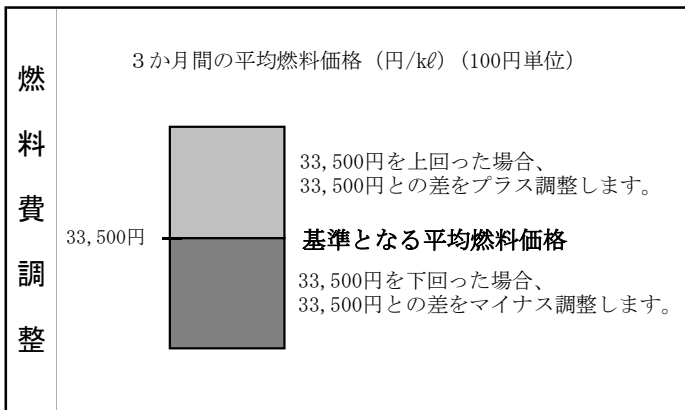 燃料費調整
3か月間の平均燃料価格（円/kℓ）(100円単位）
33,500円を上回った場合、
33,500円との差をプラス調整します。
33,500円
基準となる平均燃料価格
33,500円を下回った場合、
33,500円との差をマイナス調整します。